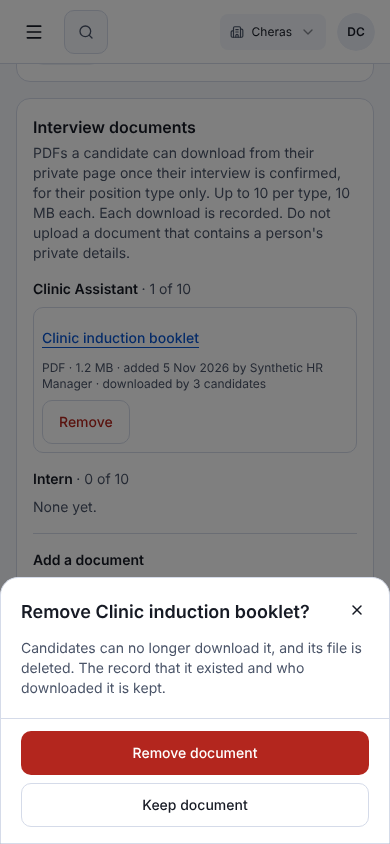 Cheras
DC
Interview documents
PDFs a candidate can download from their
private page once their interview is confirmed,
for their position type only. Up to 10 per type, 10
MB each. Each download is recorded. Do not
upload a document that contains a person's
private details.
Clinic Assistant · 1 of 10
Clinic induction booklet
PDF · 1.2 MB · added 5 Nov 2026 by Synthetic HR
Manager · downloaded by 3 candidates
Remove
Intern · 0 of 10
None yet.
Add a document
Remove Clinic induction booklet?
Candidates can no longer download it, and its file is
deleted. The record that it existed and who
downloaded it is kept.
Remove document
Keep document